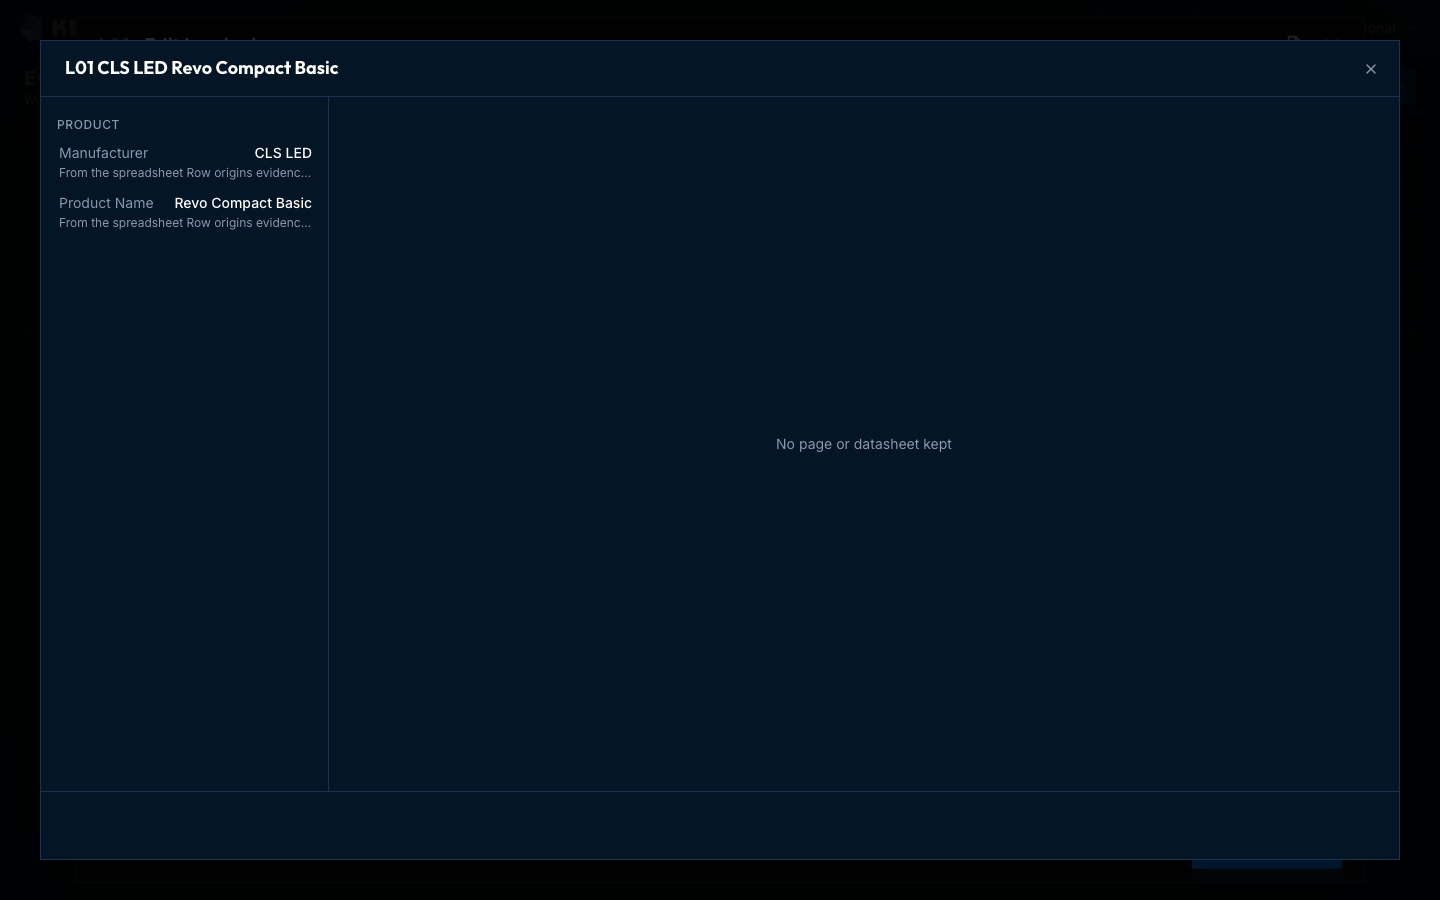 L01 CLS LED Revo Compact Basic
PRODUCT
Manufacturer CLS LED
From the spreadsheet Row origins evidenc...
Product Name Revo Compact Basic
From the spreadsheet Row origins evidenc...
No page or datasheet kept